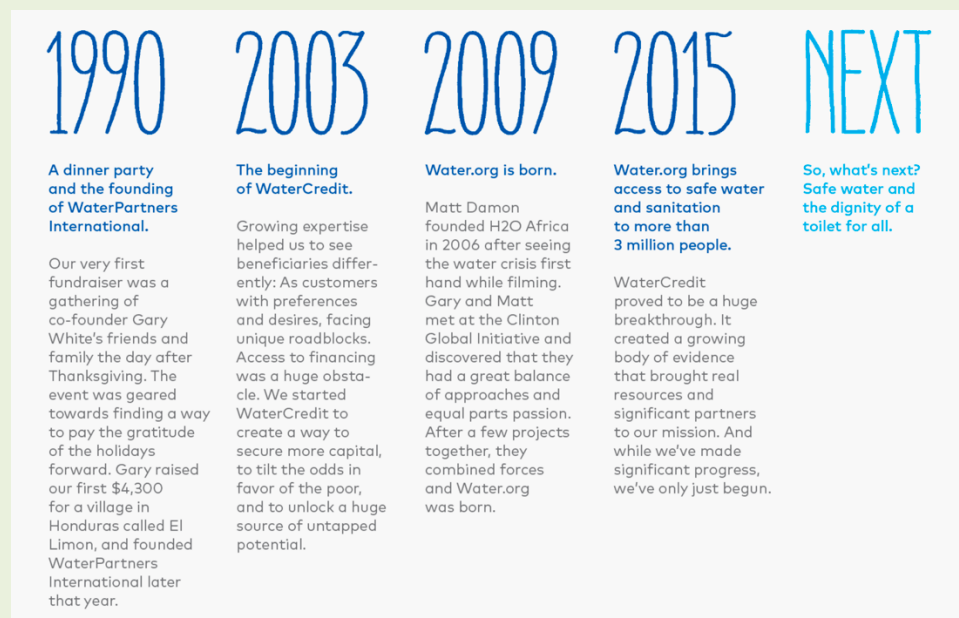 1990
A dinner party
and the founding
of WaterPartners
International.
Our very first
fundraiser was a
gathering of
co-founder Gary
White's friends and
family the day after
Thanksgiving. The
event was geared
towards finding a way
to pay the gratitude
of the holidays
forward. Gary raised
our first $4,300
for a village in
Honduras called El
Limon, and founded
WaterPartners
International later
that year.
2003
The beginning
of WaterCredit.
Growing expertise
helped us to see
beneficiaries differ-
ently: As customers
with preferences
and desires, facing
unique roadblocks.
Access to financing
was a huge obsta-
cle. We started
WaterCredit to
create a way to
secure more capital,
to tilt the odds in
favor of the poor,
and to unlock a huge
source of untapped
potential.
2009
Water.org is born.
Matt Damon
founded H2O Africa
in 2006 after seeing
the water crisis first
hand while filming.
Gary and Matt
met at the Clinton
Global Initiative and
discovered that they
had a great balance
of approaches and
equal parts passion.
After a few projects
together, they
combined forces
and Water.org
was born.
2015
Water.org brings
access to safe water
and sanitation
to more than
3 million people.
WaterCredit
proved to be a huge
breakthrough. It
created a growing
body of evidence
that brought real
resources and
significant partners
to our mission. And
while we've made
significant progress,
we've only just begun.
NEXT
So, what's next?
Safe water and
the dignity of a
toilet for all.